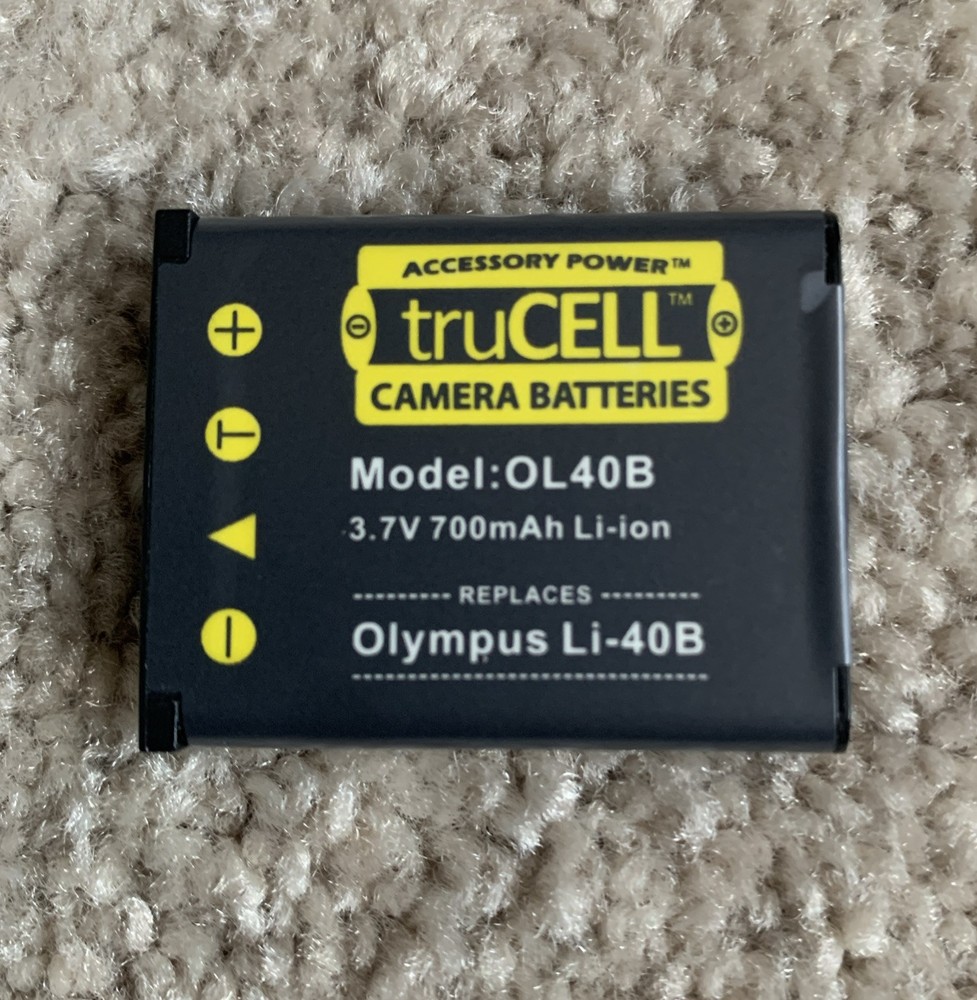 ACCESSORY POWER™
truCELL™
CAMERA BATTERIES
Model:OL40B
3.7V 700mAh Li-ion
--------- REPLACES ---------
Olympus Li-40B
+
T
−